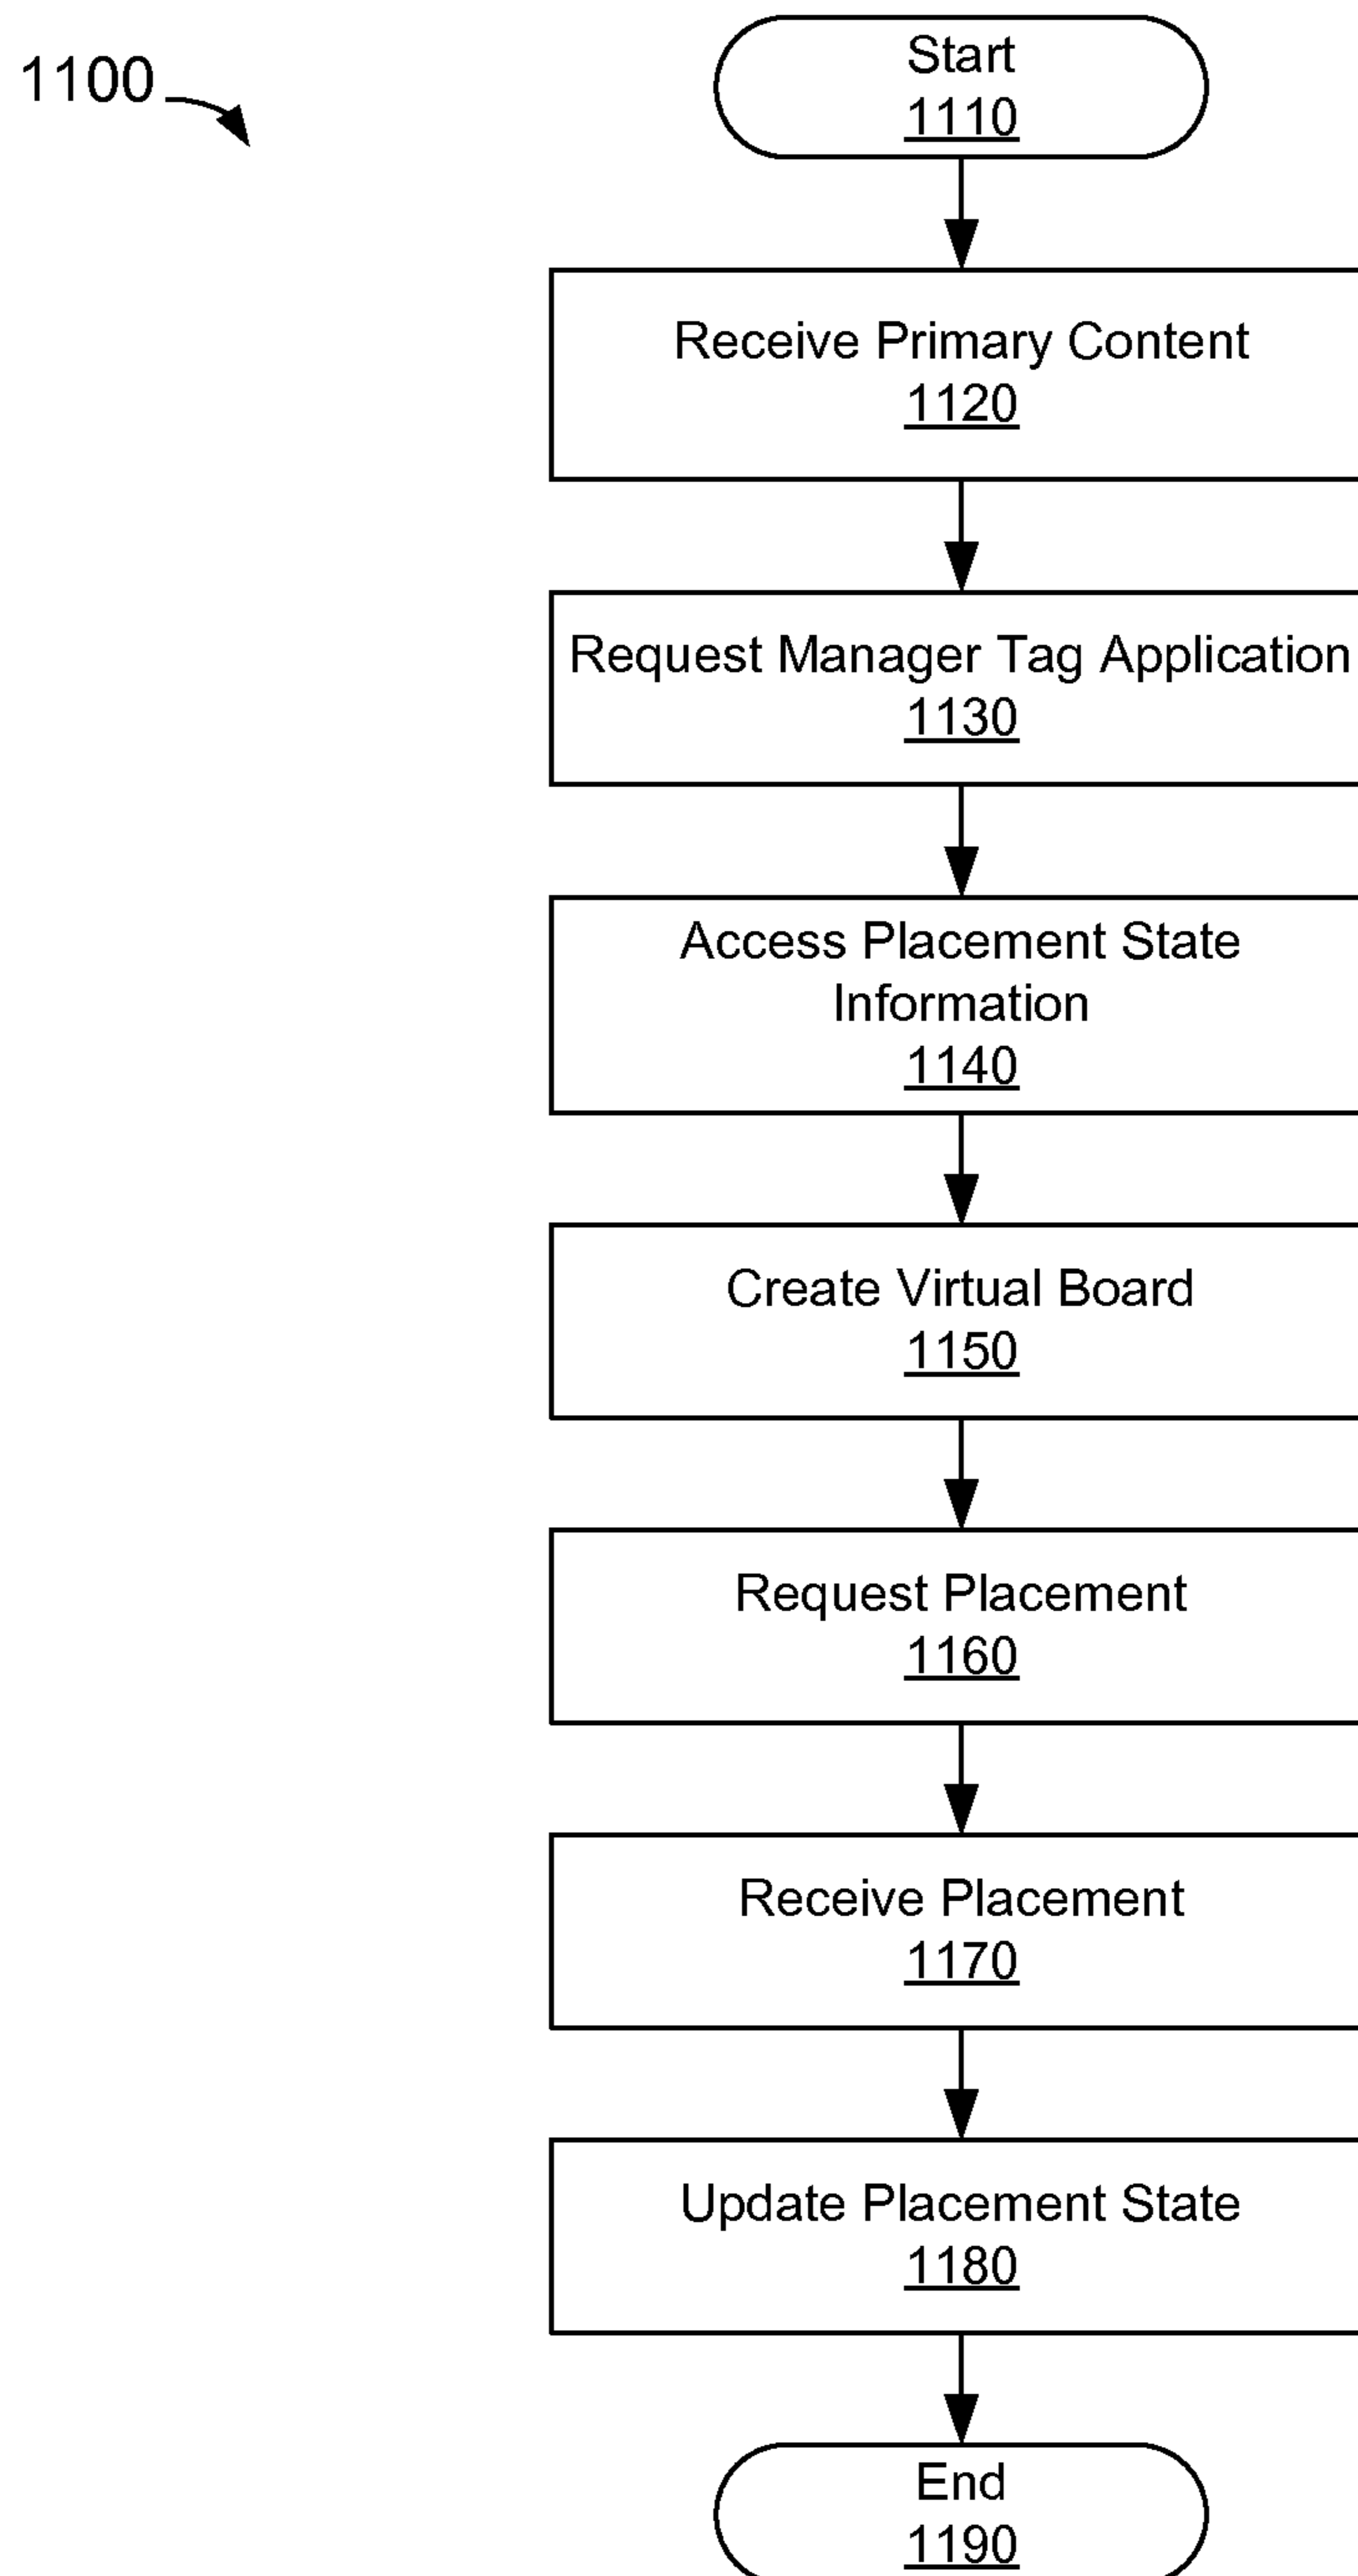 1100
Start
1110
Receive Primary Content
1120
Request Manager Tag Application
1130
Access Placement State
Information
1140
Create Virtual Board
1150
Request Placement
1160
Receive Placement
1170
Update Placement State
1180
End
1190